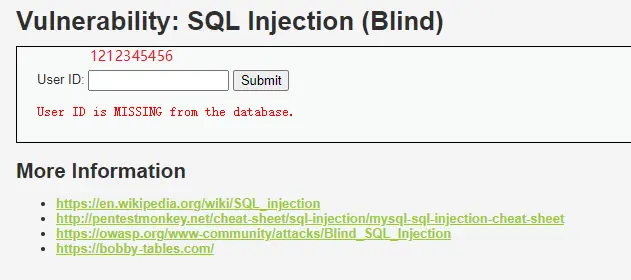 Vulnerability: SQL Injection (Blind)
1212345456
User ID: Submit
User ID is MISSING from the database.
More Information
https://en.wikipedia.org/wiki/SQL_injection
http://pentestmonkey.net/cheat-sheet/sql-injection/mysql-sql-injection-cheat-sheet
https://owasp.org/www-community/attacks/Blind_SQL_Injection
https://bobby-tables.com/